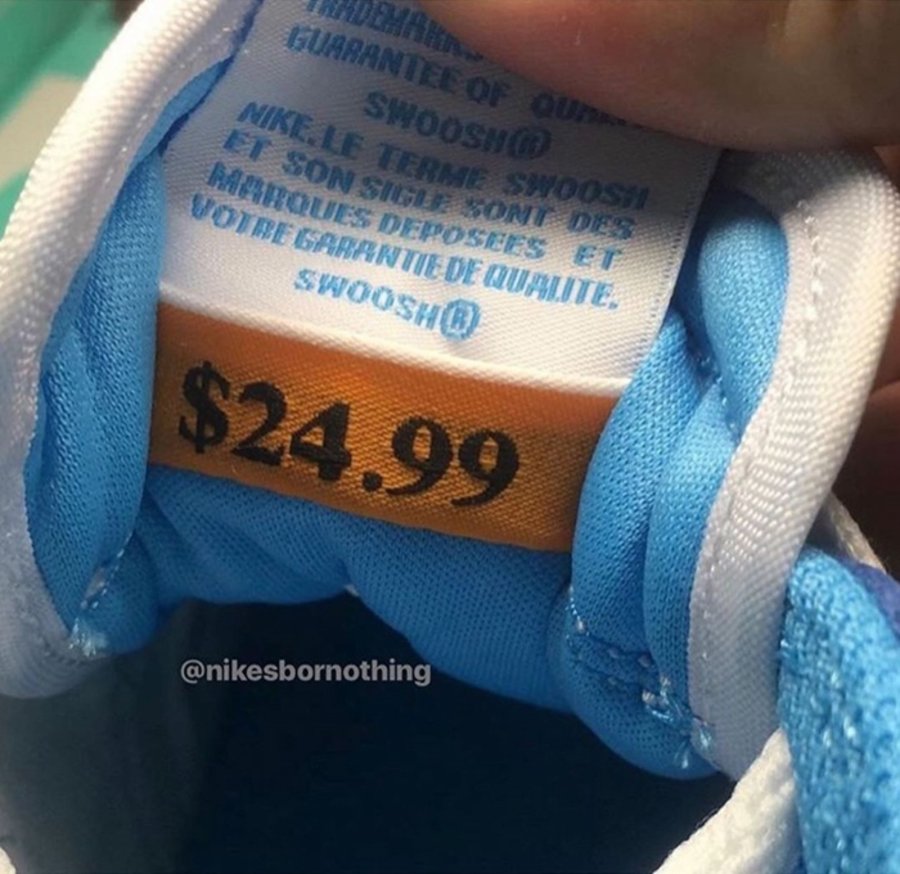 GUARANTEE OF
SWOOSH®
NIKE.LE TERME SWOOSH
ET SON SIGLE SONT DES
MARQUES DEPOSEES ET
VOTRE GARANTIE DE QUALITE.
SWOOSH®
$24.99
@nikesbornothing